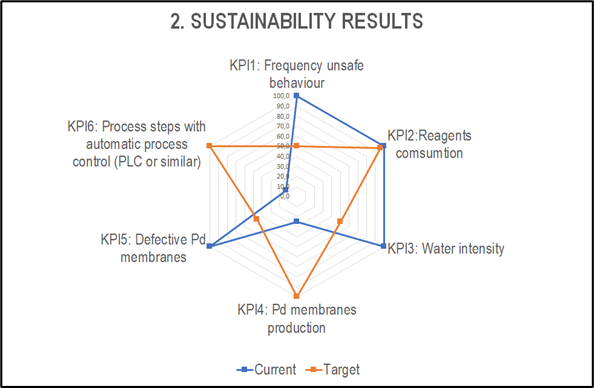 2. SUSTAINABILITY RESULTS
KPI1: Frequency unsafe
behaviour
100,0
90,0
80,0
70,0
60,0
50,0
40,0
30,0
20,0
10,0
0,0
KPI2:Reagents
comsumtion
KPI3: Water intensity
KPI4: Pd membranes
production
KPI5: Defective Pd
membranes
KPI6: Process steps with
automatic process
control (PLC or similar)
Current
Target